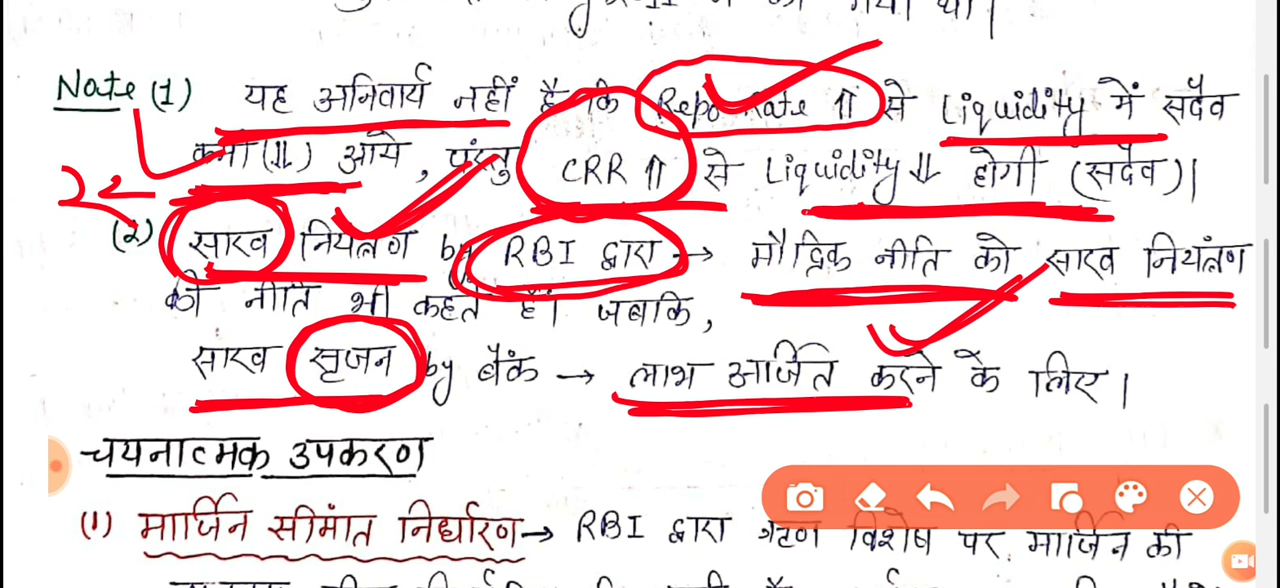 Note (1) यह अनिवार्य नहीं है कि Repo Rate ⇑ से Liquidity में सदैव
कमी (⇓) आये, परंतु CRR ⇑ से Liquidity ⇓ होगी (सदैव)।
(2) साख नियंत्रण by RBI द्वारा → मौद्रिक नीति को साख नियंत्रण
की नीति भी कहते हैं। जबकि,
साख सृजन by बैंक → लाभ अर्जित करने के लिए।
चयनात्मक उपकरण
(1) मार्जिन सीमांत निर्धारण → RBI द्वारा ऋण विशेष पर मार्जिन की